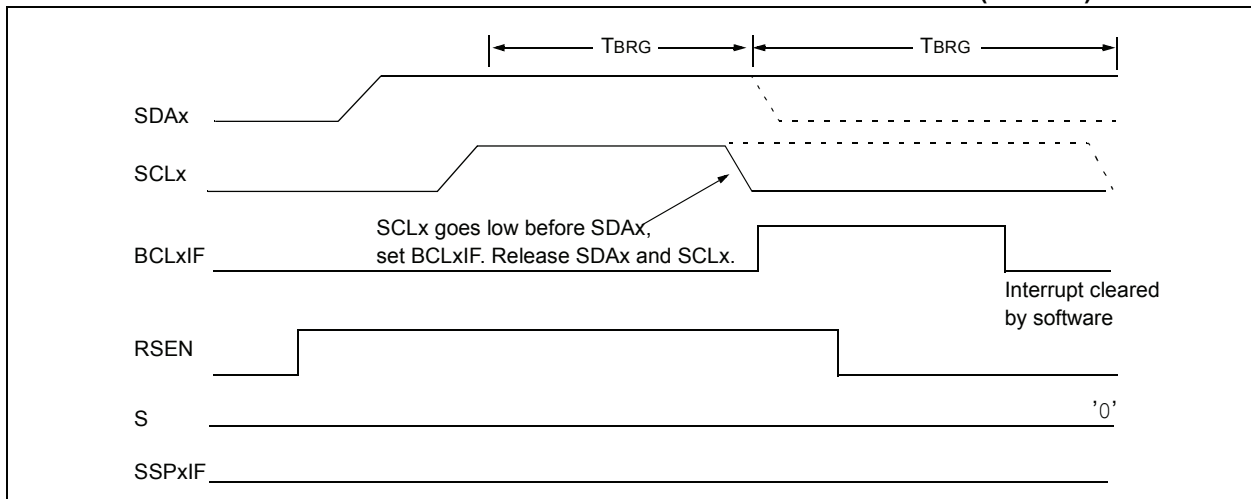 TBRG TBRG
SDAx
SCLx
SCLx goes low before SDAx,
set BCLxIF. Release SDAx and SCLx.
BCLxIF
Interrupt cleared
by software
RSEN
S
'0'
SSPxIF